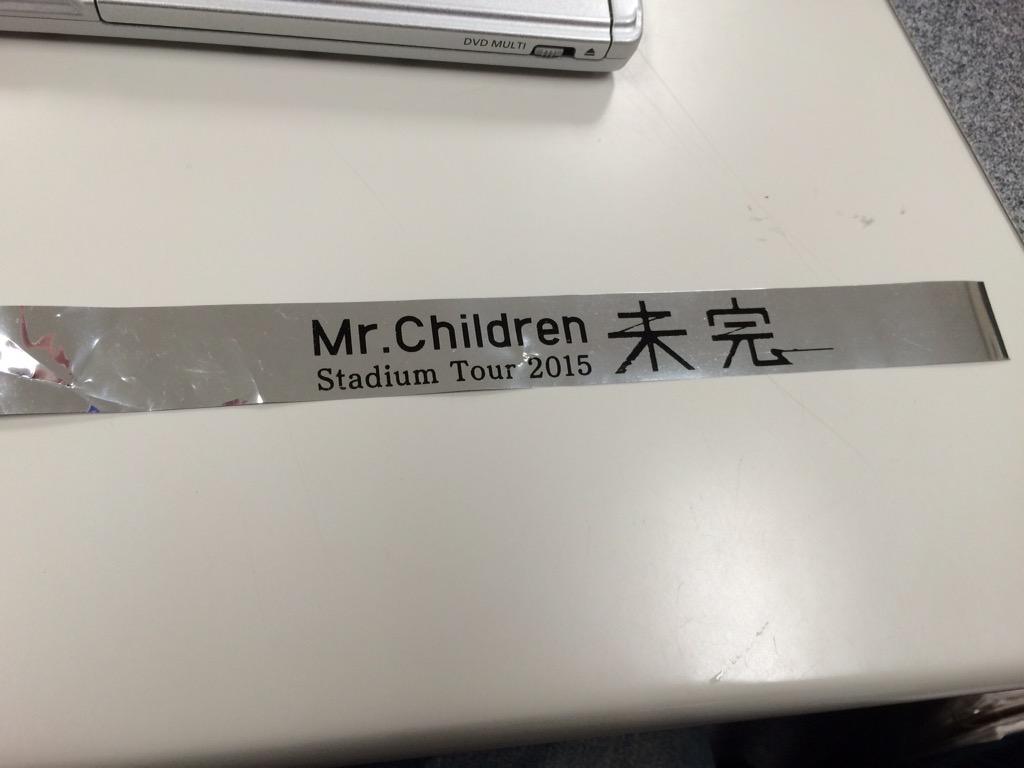 DVD MULTI
Mr.Children 未完
Stadium Tour 2015